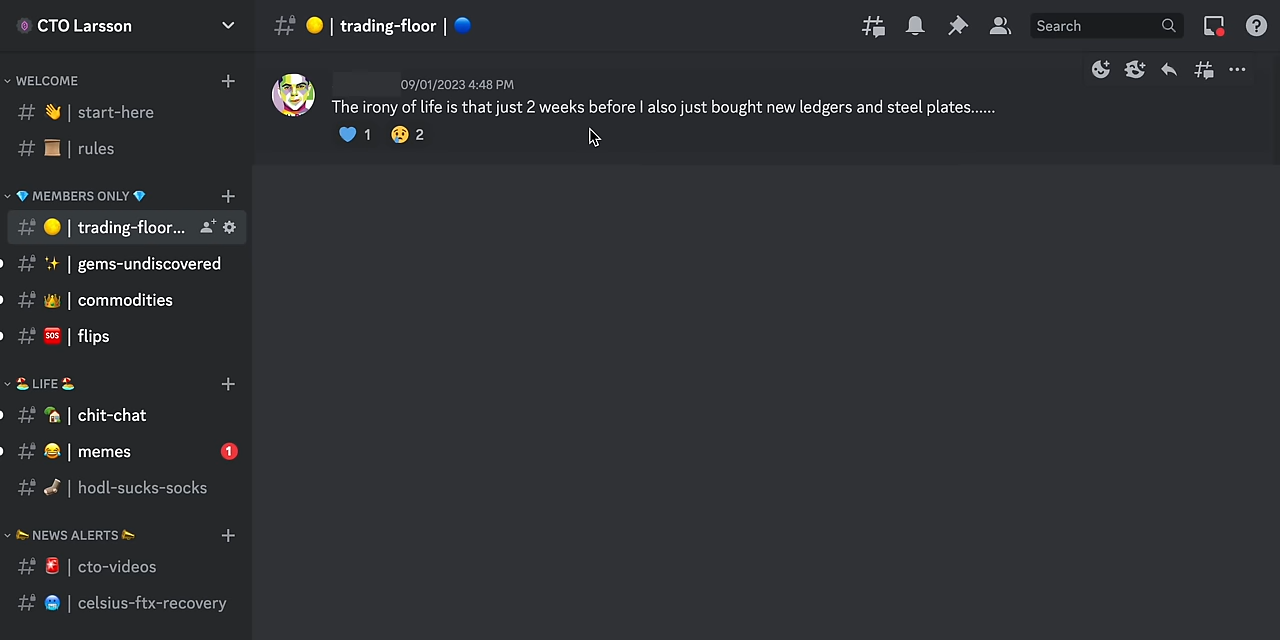 CTO Larsson
WELCOME
👋 | start-here
📜 | rules
💎 MEMBERS ONLY 💎
🟡 | trading-floor...
✨ | gems-undiscovered
👑 | commodities
🆘 | flips
🏖️ LIFE 🏖️
🏡 | chit-chat
😂 | memes
1
🧦 | hodl-sucks-socks
📣 NEWS ALERTS 📣
🚨 | cto-videos
🥶 | celsius-ftx-recovery
🟡 | trading-floor | 🔵
Search
09/01/2023 4:48 PM
The irony of life is that just 2 weeks before I also just bought new ledgers and steel plates......
💙 1 😢 2